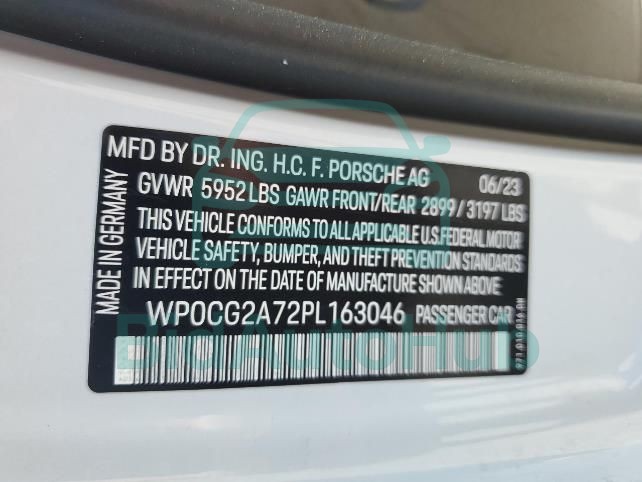 MFD BY DR. ING. H.C. F. PORSCHE AG 06/23
GVWR 5952 LBS GAWR FRONT/REAR 2899 / 3197 LBS
THIS VEHICLE CONFORMS TO ALL APPLICABLE U.S. FEDERAL MOTOR
VEHICLE SAFETY, BUMPER, AND THEFT PREVENTION STANDARDS
IN EFFECT ON THE DATE OF MANUFACTURE SHOWN ABOVE
WP0CG2A72PL163046 PASSENGER CAR
MADE IN GERMANY
BidAutoHub